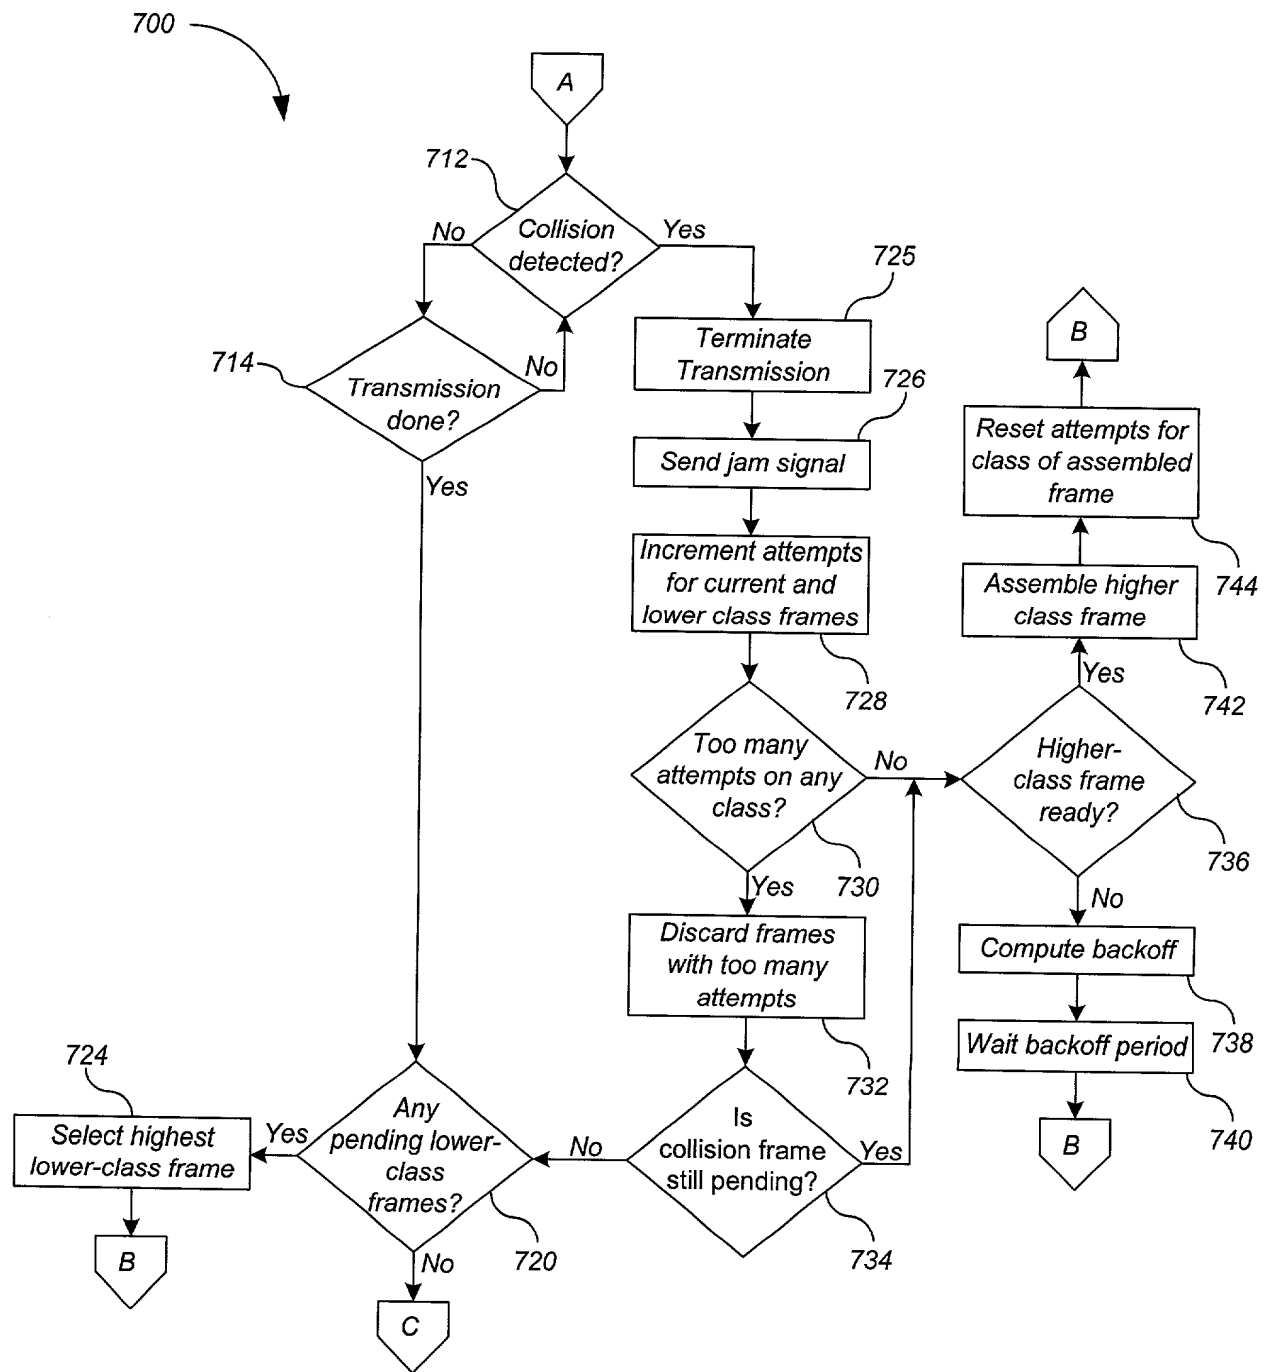 700
A
712
Collision
detected?
No
Yes
725
Terminate
Transmission
714
Transmission
done?
No
Yes
726
Send jam signal
Increment attempts
for current and
lower class frames
728
B
Reset attempts for
class of assembled
frame
744
Assemble higher
class frame
742
Yes
Too many
attempts on any
class?
No
730
Yes
Higher-
class frame
ready?
736
No
Discard frames
with too many
attempts
732
Compute backoff
738
Wait backoff period
740
B
724
Select highest
lower-class frame
Yes
B
Any
pending lower-
class
frames?
720
No
C
No
Is
collision frame
still pending?
Yes
734